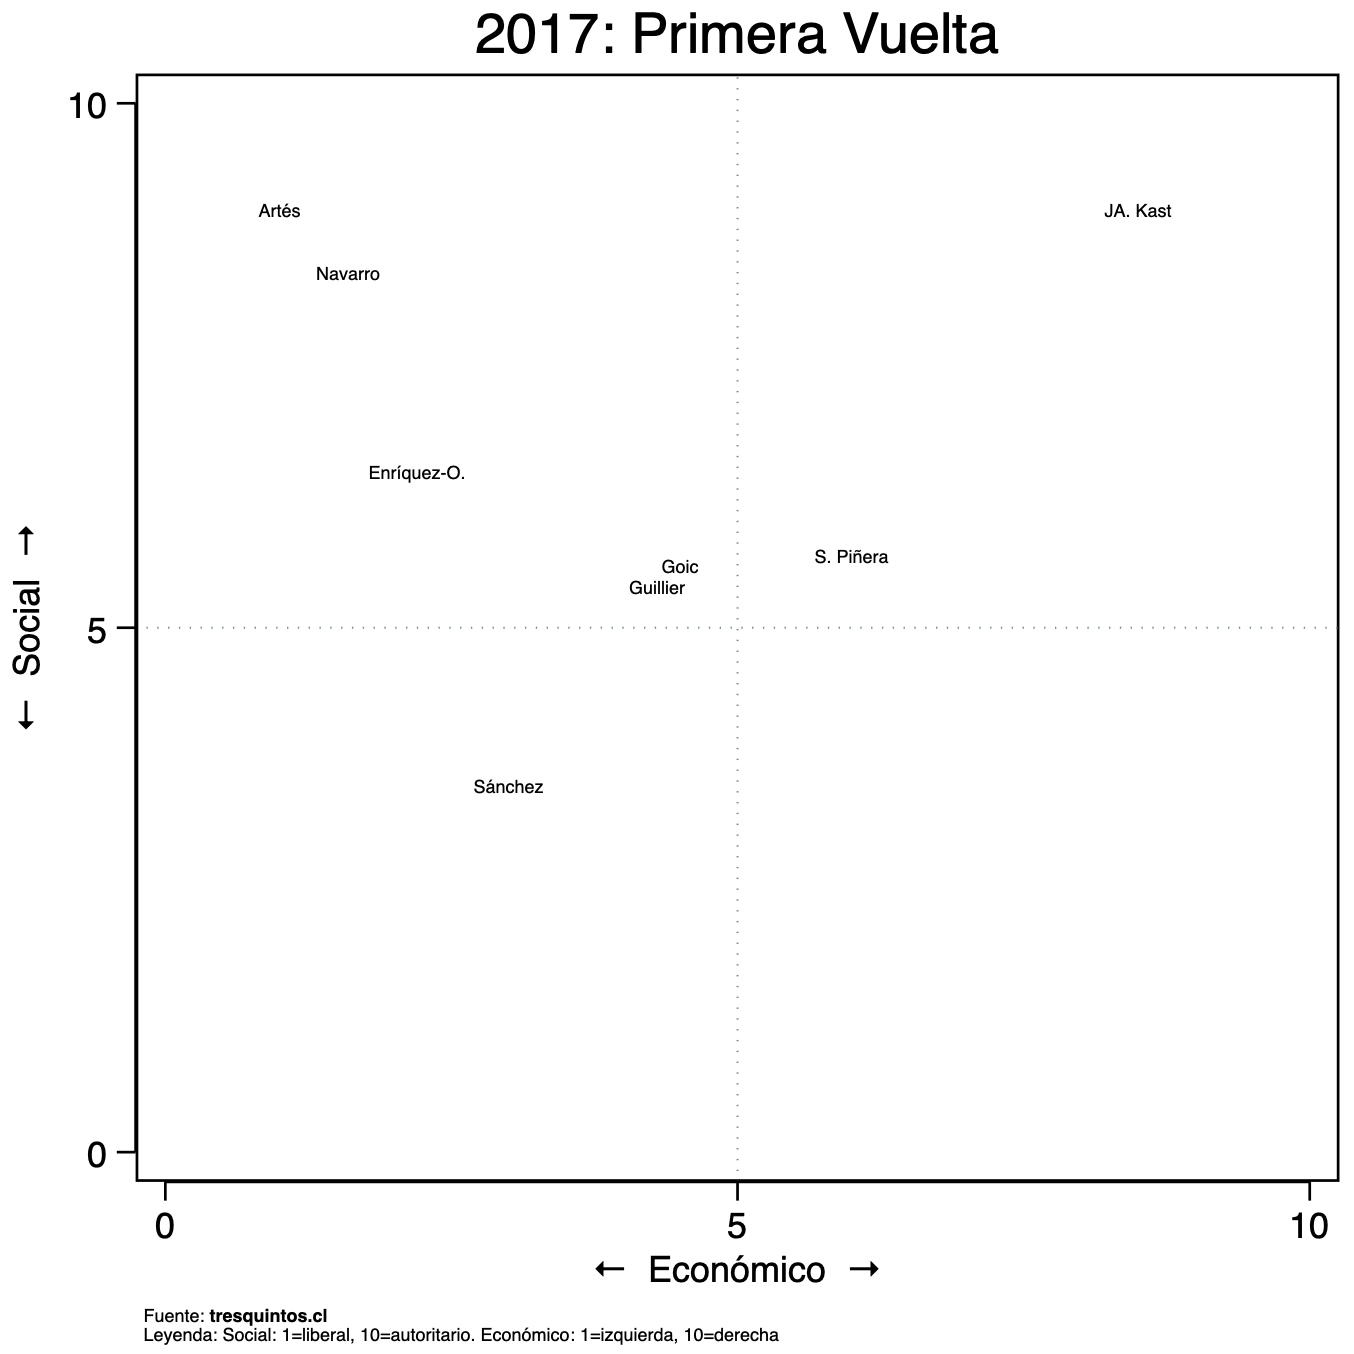 2017: Primera Vuelta
10
Artés
JA. Kast
Navarro
Enríquez-O.
S. Piñera
Goic
Guillier
5
← Social →
Sánchez
0
0 5 10
← Económico →
Fuente: tresquintos.cl
Leyenda: Social: 1=liberal, 10=autoritario. Económico: 1=izquierda, 10=derecha